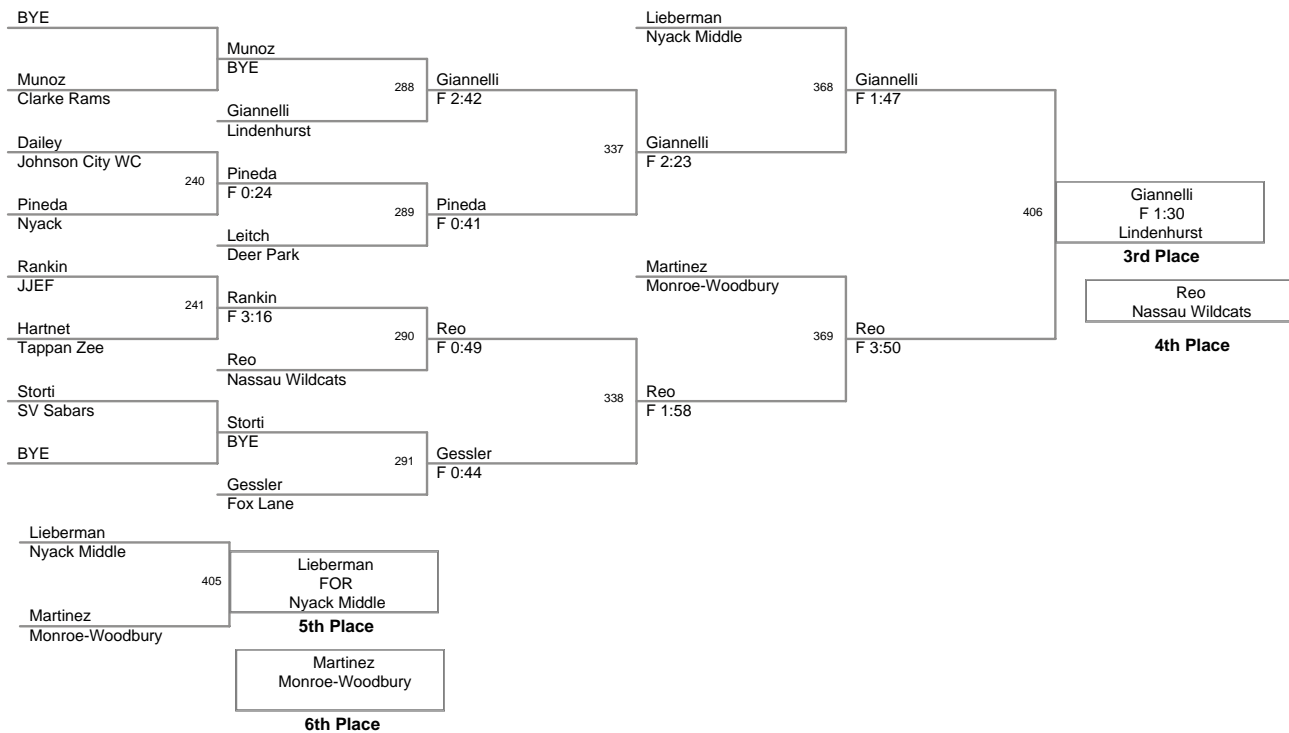 BYE
Munoz
Clarke Rams
Dailey
Johnson City WC
240
Pineda
Nyack
Rankin
JJEF
241
Hartnet
Tappan Zee
Storti
SV Sabars
BYE
Munoz
BYE
288
Giannelli
Lindenhurst
Pineda
F 0:24
289
Leitch
Deer Park
Rankin
F 3:16
290
Reo
Nassau Wildcats
Storti
BYE
291
Gessler
Fox Lane
Giannelli
F 2:42
337
Pineda
F 0:41
Reo
F 0:49
338
Gessler
F 0:44
Lieberman
Nyack Middle
368
Giannelli
F 2:23
Martinez
Monroe-Woodbury
369
Reo
F 1:58
Giannelli
F 1:47
406
Reo
F 3:50
Giannelli
F 1:30
Lindenhurst
3rd Place
Reo
Nassau Wildcats
4th Place
Lieberman
Nyack Middle
405
Martinez
Monroe-Woodbury
Lieberman
FOR
Nyack Middle
5th Place
Martinez
Monroe-Woodbury
6th Place